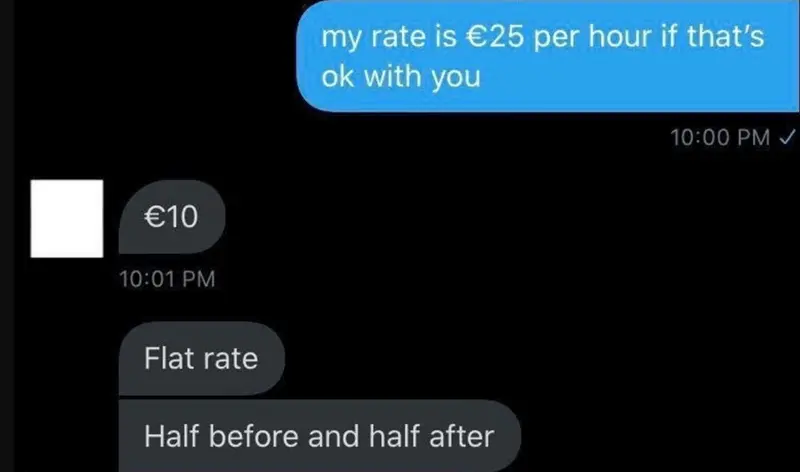 my rate is €25 per hour if that's
ok with you
10:00 PM ✓
€10
10:01 PM
Flat rate
Half before and half after